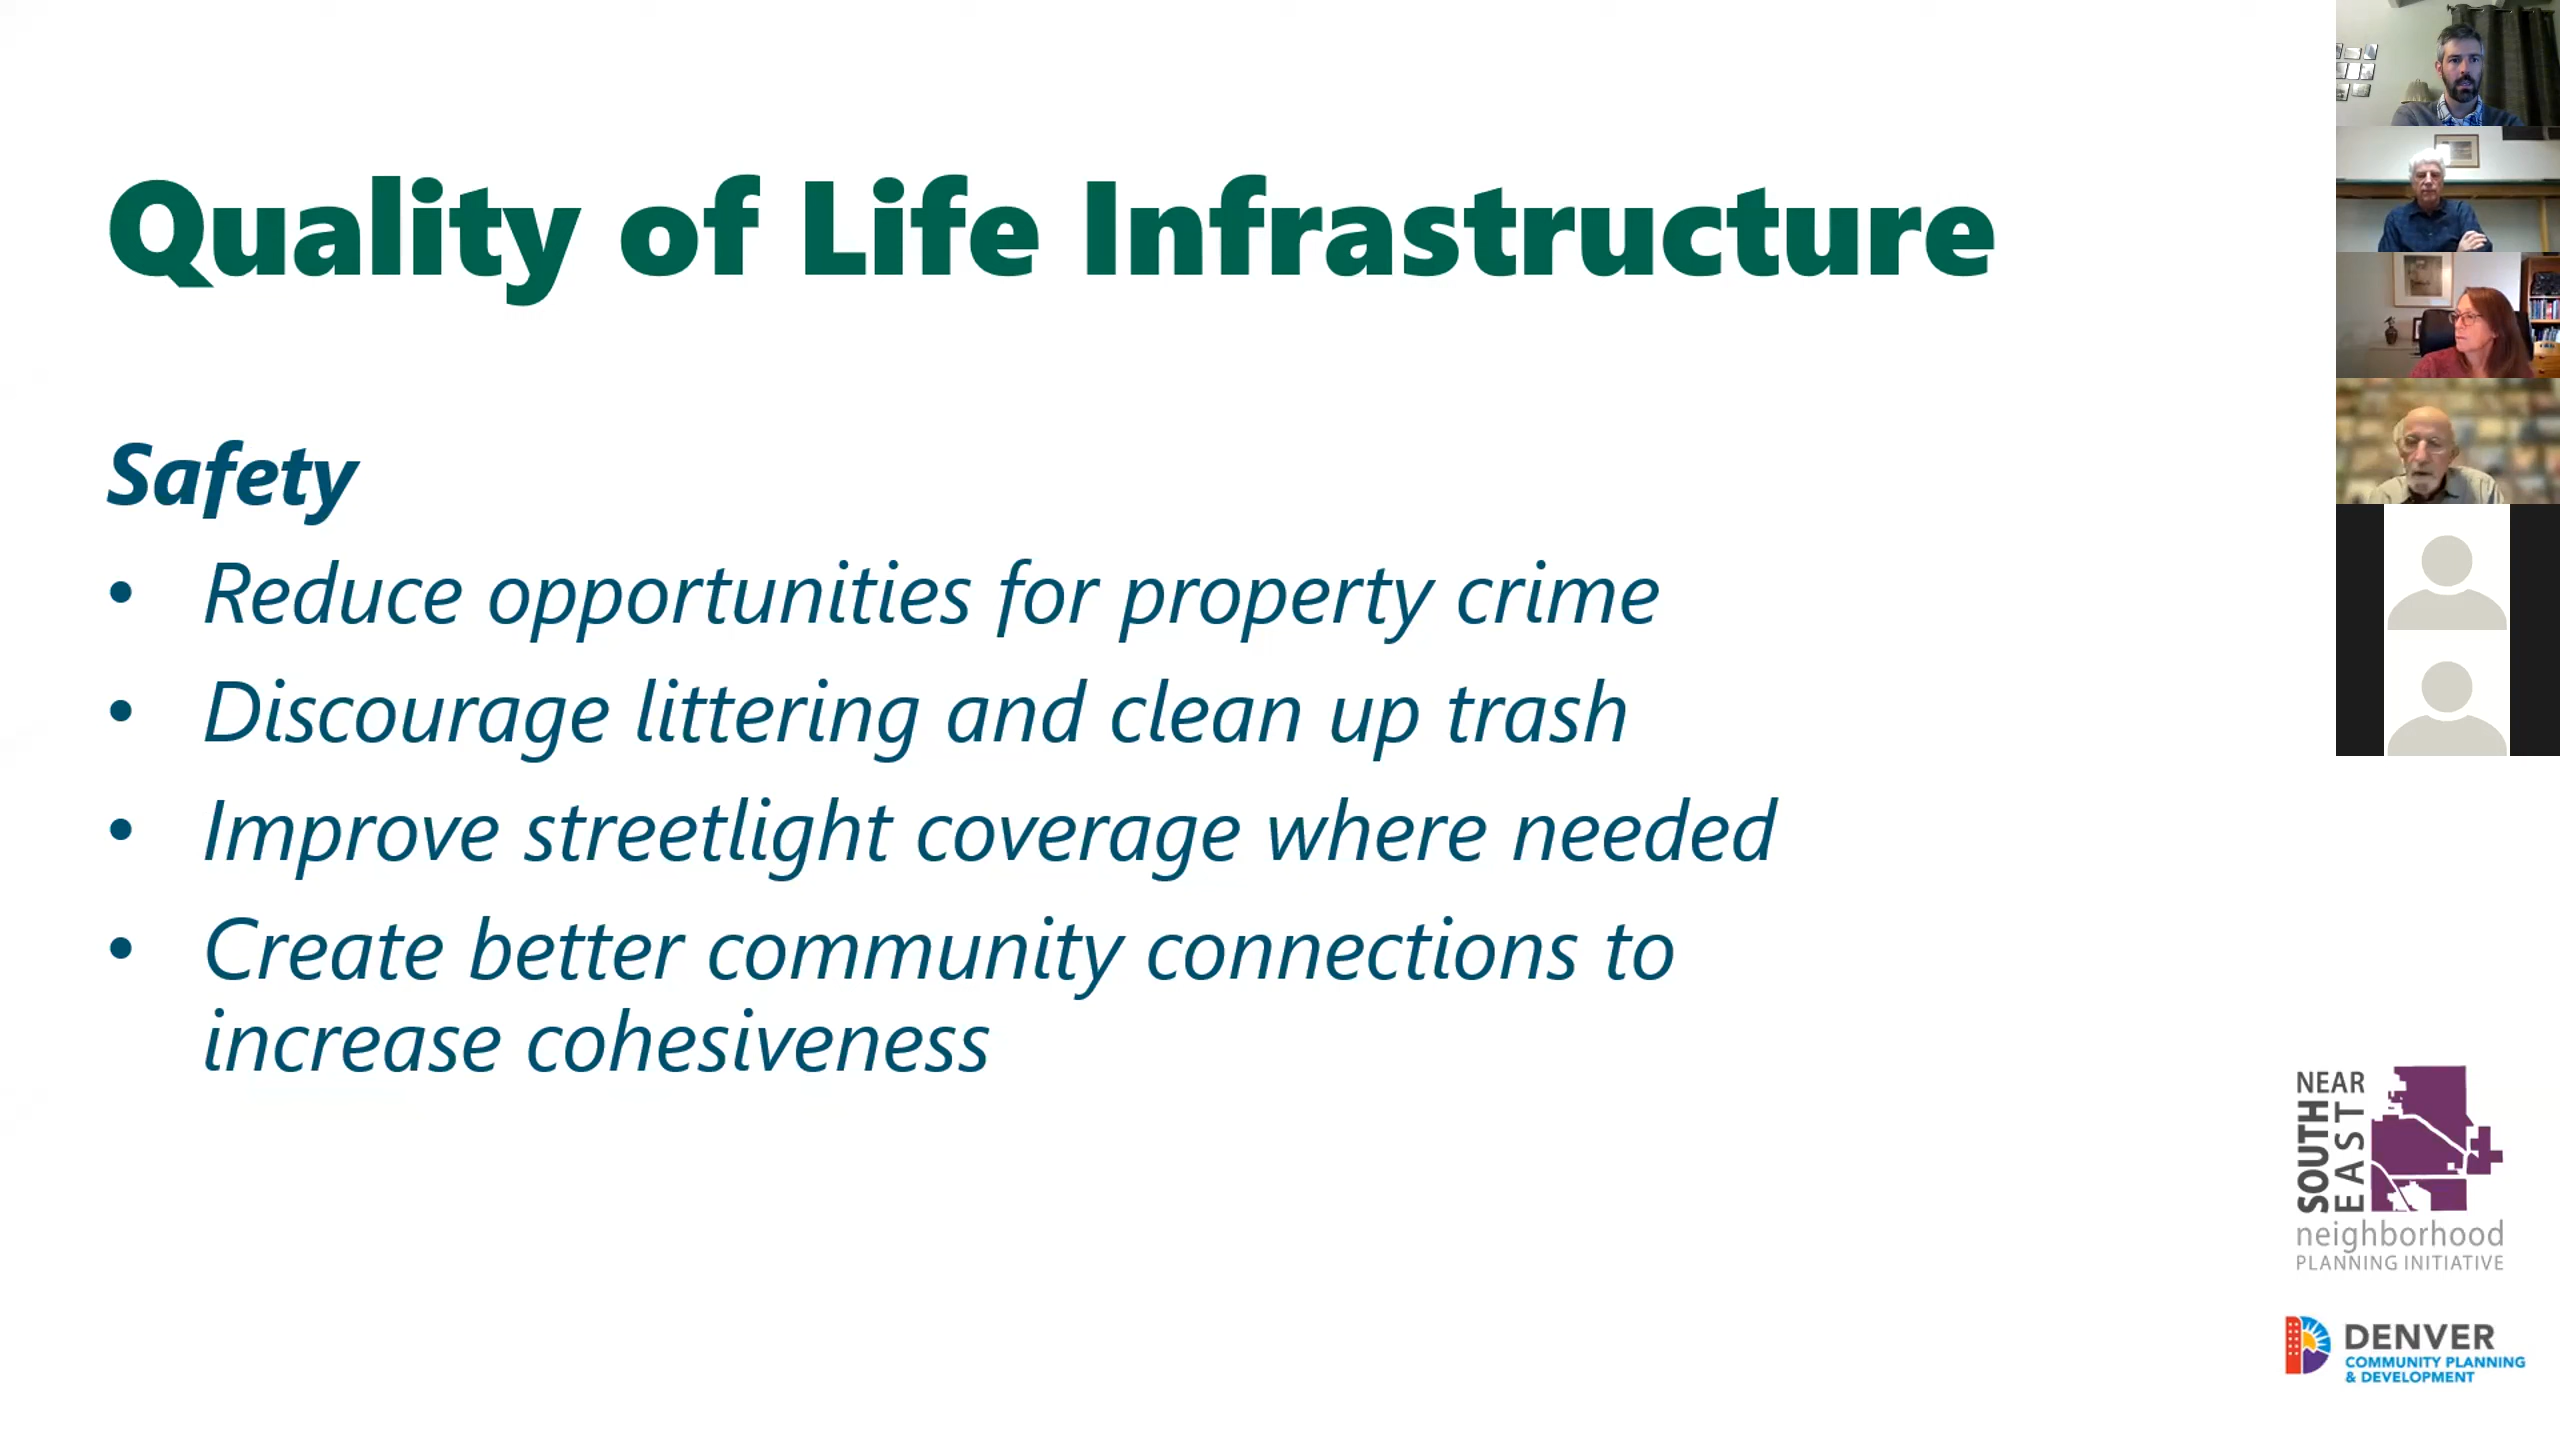 Quality of Life Infrastructure
Safety
• Reduce opportunities for property crime
• Discourage littering and clean up trash
• Improve streetlight coverage where needed
• Create better community connections to
increase cohesiveness
NEAR
SOUTH
EAST
neighborhood
PLANNING INITIATIVE
DENVER
COMMUNITY PLANNING
& DEVELOPMENT